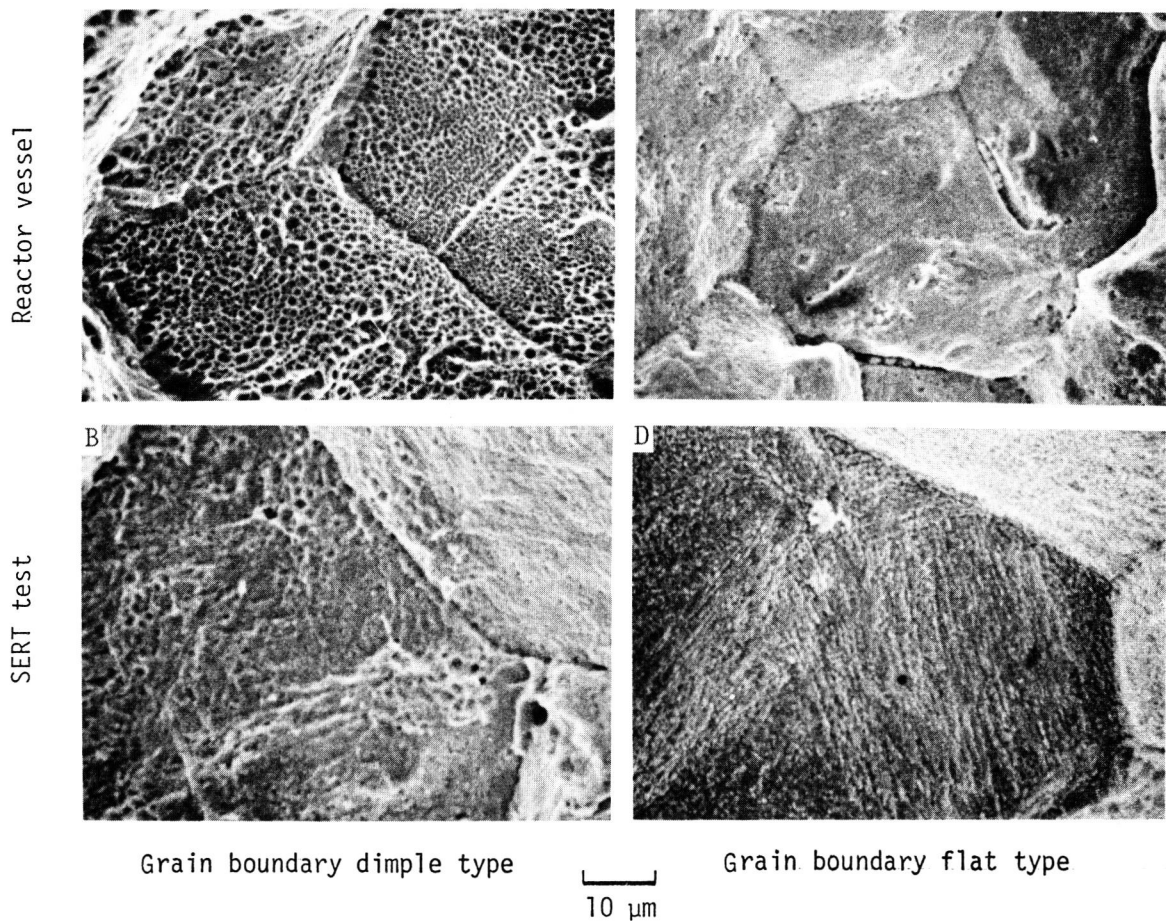 Reactor vessel
B
D
SERT test
Grain boundary dimple type
Grain boundary flat type
10 μm